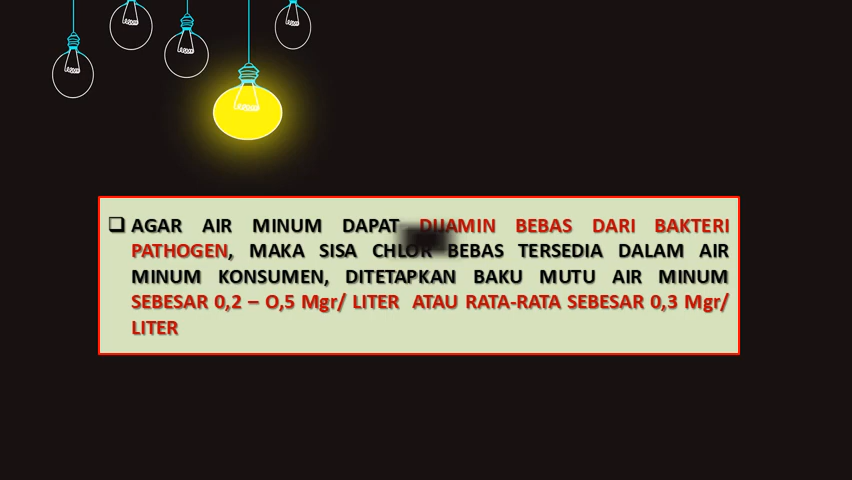 ❑ AGAR AIR MINUM DAPAT DIJAMIN BEBAS DARI BAKTERI
PATHOGEN, MAKA SISA CHLOR BEBAS TERSEDIA DALAM AIR
MINUM KONSUMEN, DITETAPKAN BAKU MUTU AIR MINUM
SEBESAR 0,2 – O,5 Mgr/ LITER ATAU RATA-RATA SEBESAR 0,3 Mgr/
LITER